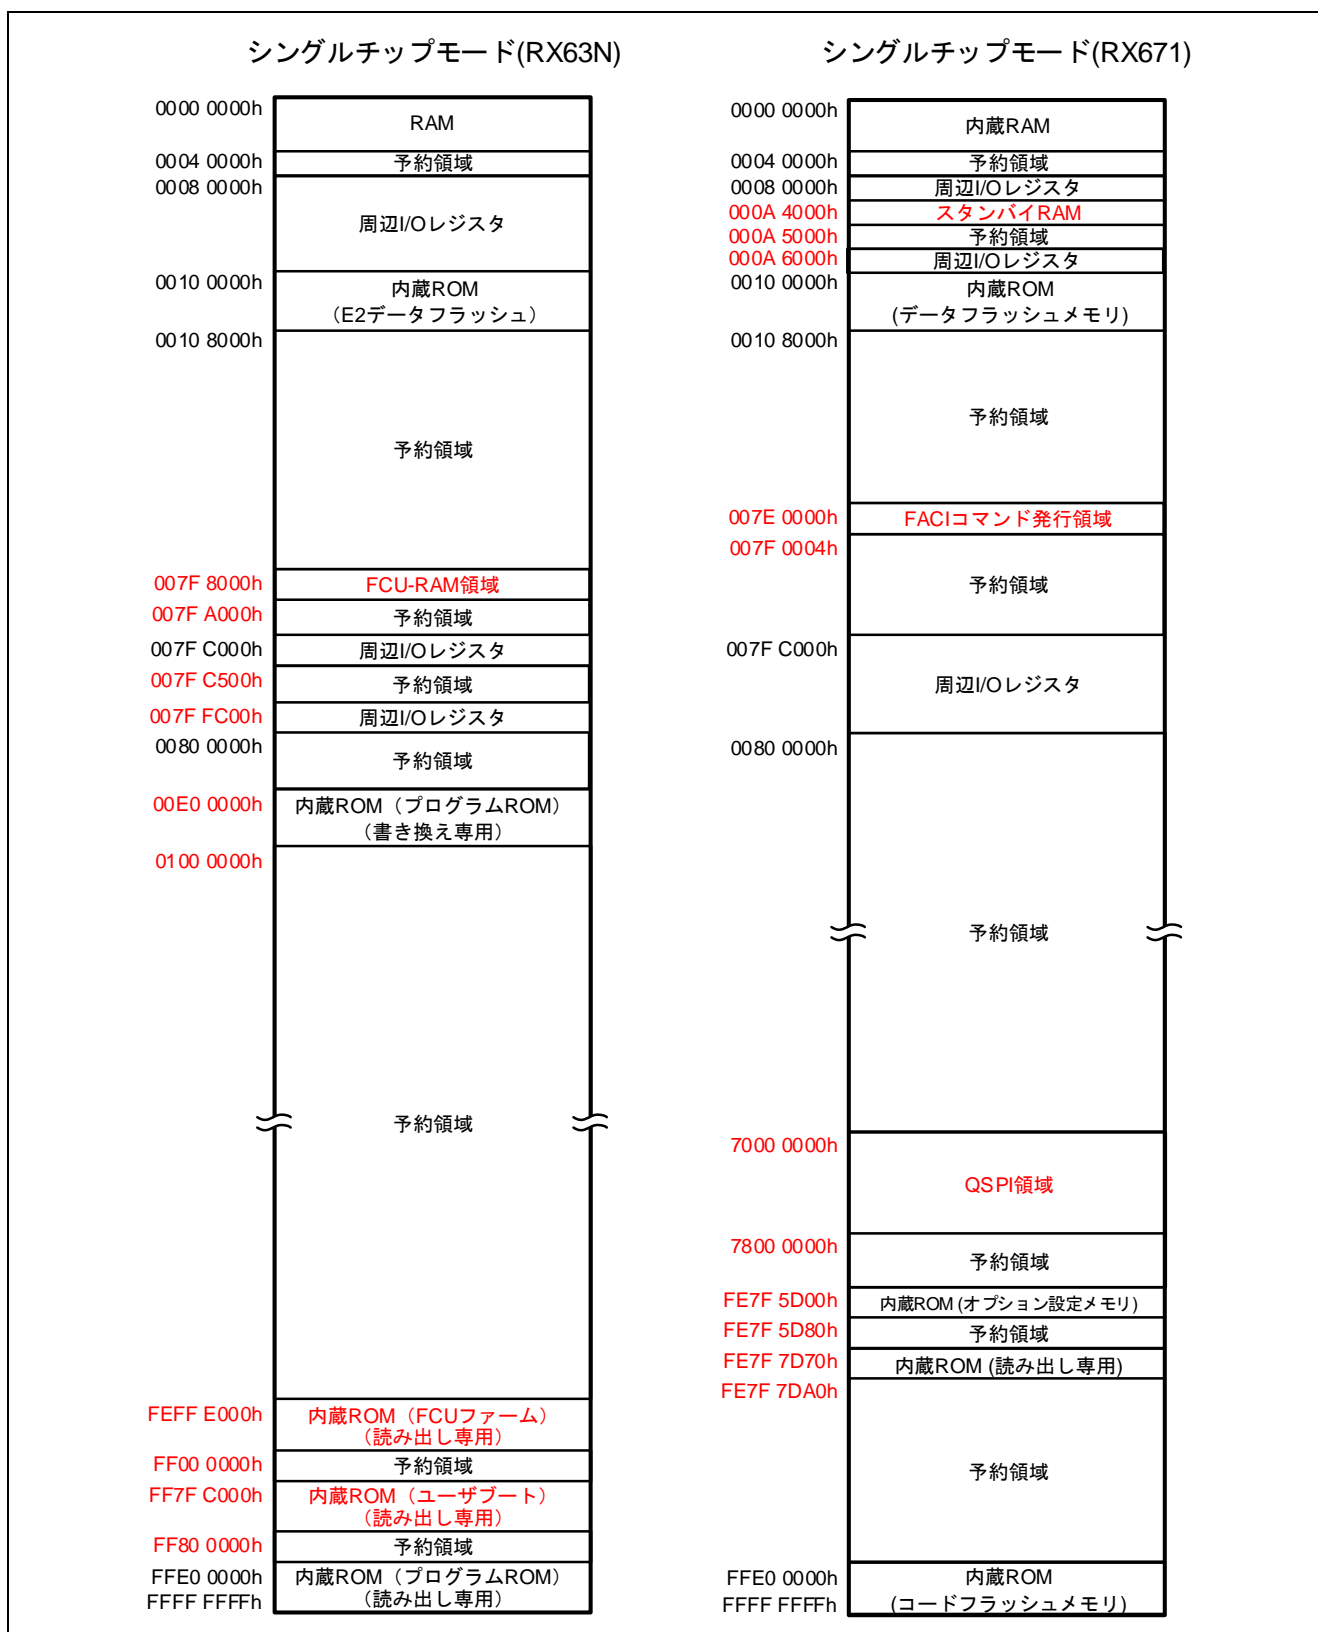 シングルチップモード(RX63N)
0000 0000h
RAM
0004 0000h
予約領域
0008 0000h
周辺I/Oレジスタ
0010 0000h
内蔵ROM
（E2データフラッシュ）
0010 8000h
予約領域
007F 8000h
FCU-RAM領域
007F A000h
予約領域
007F C000h
周辺I/Oレジスタ
007F C500h
予約領域
007F FC00h
周辺I/Oレジスタ
0080 0000h
予約領域
00E0 0000h
内蔵ROM（プログラムROM）
（書き換え専用）
0100 0000h
予約領域
FEFF E000h
内蔵ROM（FCUファーム）
（読み出し専用）
FF00 0000h
予約領域
FF7F C000h
内蔵ROM（ユーザブート）
（読み出し専用）
FF80 0000h
予約領域
FFE0 0000h
内蔵ROM（プログラムROM）
（読み出し専用）
FFFF FFFFh
シングルチップモード(RX671)
0000 0000h
内蔵RAM
0004 0000h
予約領域
0008 0000h
周辺I/Oレジスタ
000A 4000h
スタンバイRAM
000A 5000h
予約領域
000A 6000h
周辺I/Oレジスタ
0010 0000h
内蔵ROM
(データフラッシュメモリ)
0010 8000h
予約領域
007E 0000h
FACIコマンド発行領域
007F 0004h
予約領域
007F C000h
周辺I/Oレジスタ
0080 0000h
予約領域
7000 0000h
QSPI領域
7800 0000h
予約領域
FE7F 5D00h
内蔵ROM (オプション設定メモリ)
FE7F 5D80h
予約領域
FE7F 7D70h
内蔵ROM (読み出し専用)
FE7F 7DA0h
予約領域
FFE0 0000h
内蔵ROM
(コードフラッシュメモリ)
FFFF FFFFh